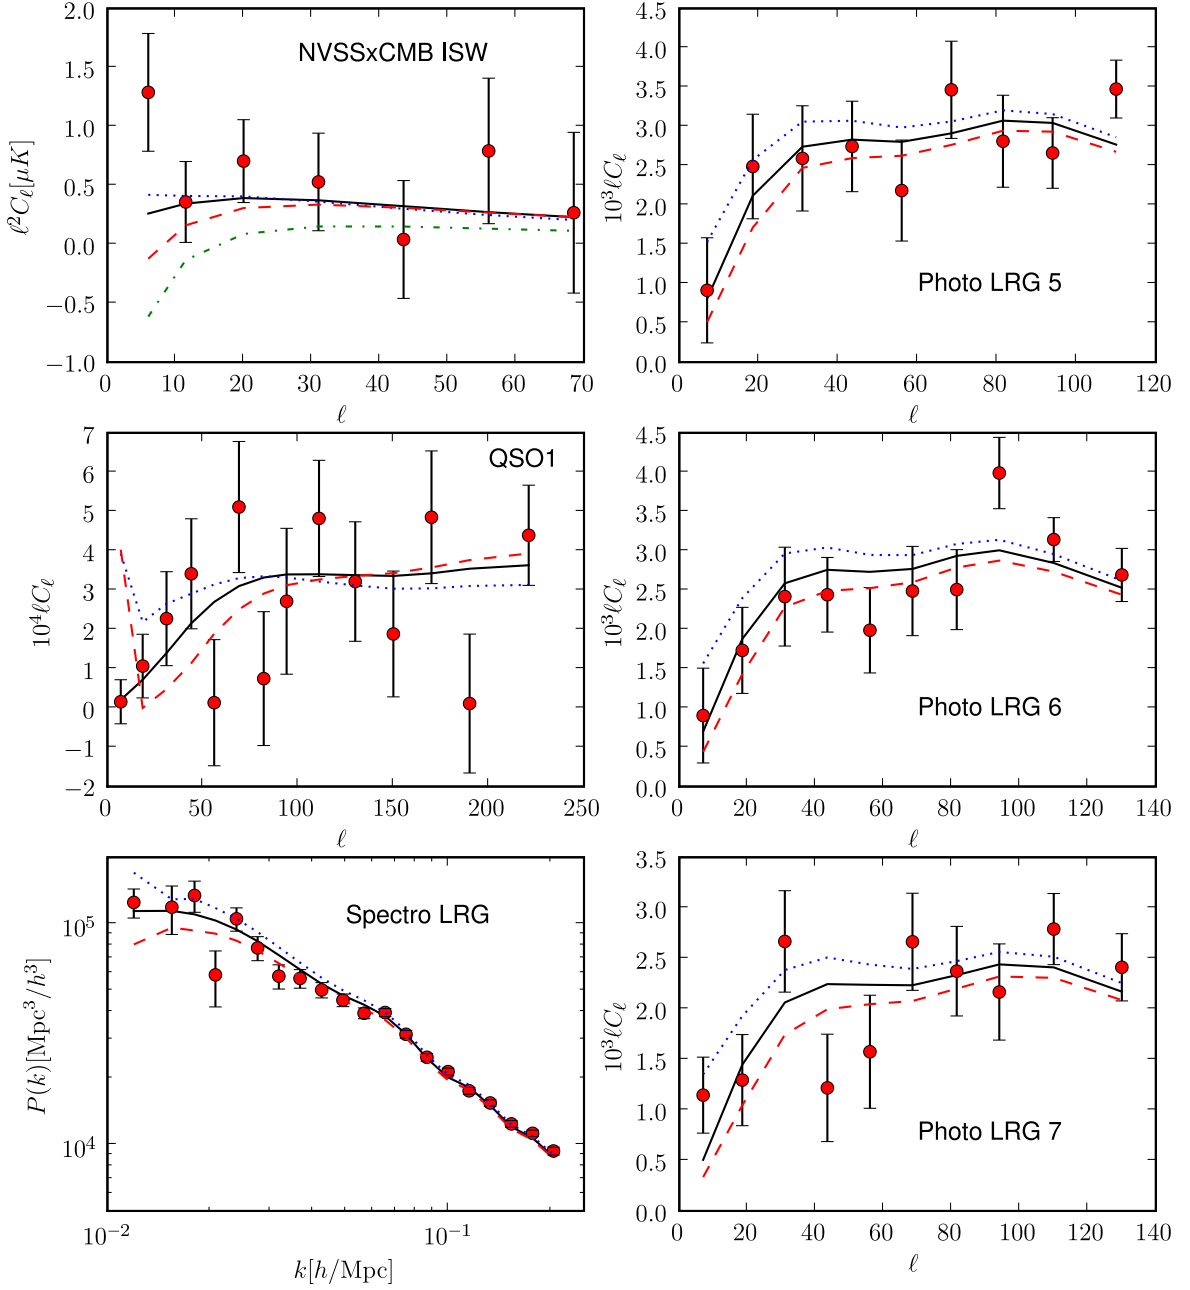 2.0
1.5
1.0
0.5
0.0
−0.5
−1.0
ℓ²Cℓ[μK]
NVSSxCMB ISW
0 10 20 30 40 50 60 70
ℓ
4.5
4.0
3.5
3.0
2.5
2.0
1.5
1.0
0.5
0.0
10³ℓCℓ
Photo LRG 5
0 20 40 60 80 100 120
ℓ
7
6
5
4
3
2
1
0
−1
−2
10⁴ℓCℓ
QSO1
0 50 100 150 200 250
ℓ
4.5
4.0
3.5
3.0
2.5
2.0
1.5
1.0
0.5
0.0
10³ℓCℓ
Photo LRG 6
0 20 40 60 80 100 120 140
ℓ
10⁵
10⁴
P(k)[Mpc³/h³]
Spectro LRG
10⁻² 10⁻¹
k[h/Mpc]
3.5
3.0
2.5
2.0
1.5
1.0
0.5
0.0
10³ℓCℓ
Photo LRG 7
0 20 40 60 80 100 120 140
ℓ